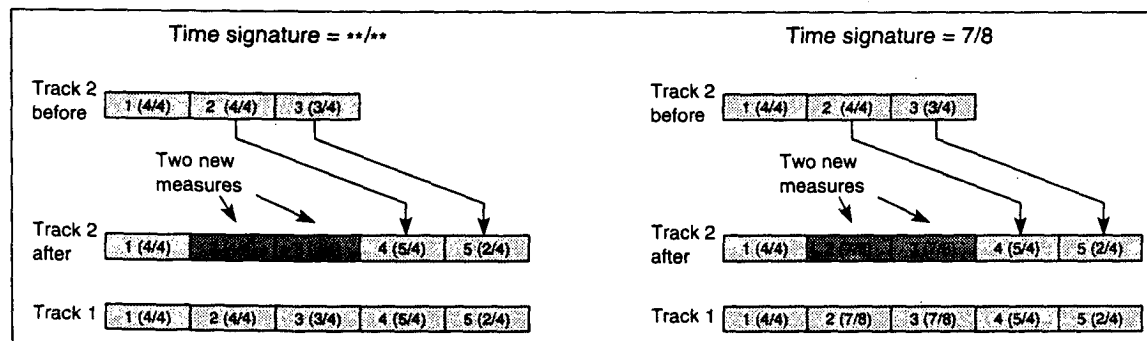 Time signature = **/**
Track 2
before
1 (4/4) 2 (4/4) 3 (3/4)
Two new
measures
Track 2
after
1 (4/4) 4 (5/4) 5 (2/4)
Track 1
1 (4/4) 2 (4/4) 3 (3/4) 4 (5/4) 5 (2/4)
Time signature = 7/8
Track 2
before
1 (4/4) 2 (4/4) 3 (3/4)
Two new
measures
Track 2
after
1 (4/4) 4 (5/4) 5 (2/4)
Track 1
1 (4/4) 2 (7/8) 3 (7/8) 4 (5/4) 5 (2/4)